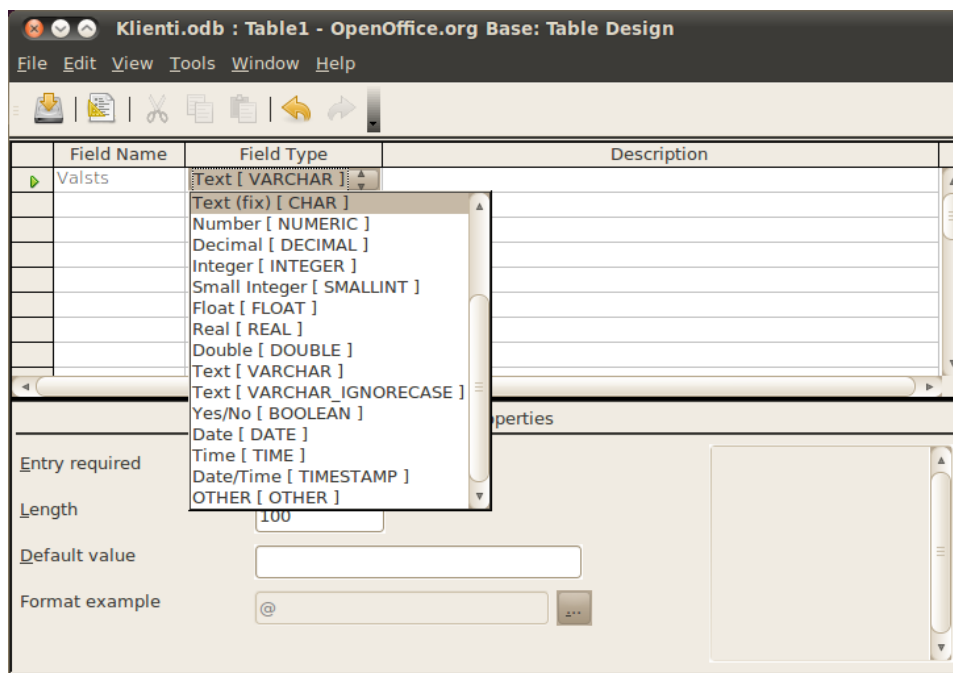 Klienti.odb : Table1 - OpenOffice.org Base: Table Design
File Edit View Tools Window Help
Field Name Field Type Description
Valsts Text [ VARCHAR ]
Text (fix) [ CHAR ]
Number [ NUMERIC ]
Decimal [ DECIMAL ]
Integer [ INTEGER ]
Small Integer [ SMALLINT ]
Float [ FLOAT ]
Real [ REAL ]
Double [ DOUBLE ]
Text [ VARCHAR ]
Text [ VARCHAR_IGNORECASE ]
Yes/No [ BOOLEAN ]
Date [ DATE ]
Time [ TIME ]
Date/Time [ TIMESTAMP ]
OTHER [ OTHER ]
operties
Entry required
Length 100
Default value
Format example @ ...